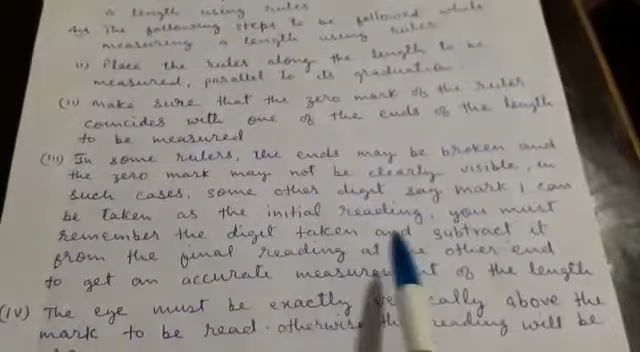 a length using ruler
Ans The following steps to be followed while
measuring a length using ruler
(i) Place the ruler along the length to be
measured, parallel to its graduation.
(ii) make sure that the zero mark of the ruler
coincides with one of the ends of the length
to be measured
(iii) In some rulers, the ends may be broken and
the zero mark may not be clearly visible, in
such cases, some other digit say mark 1 can
be taken as the initial reading, you must
remember the digit taken and subtract it
from the final reading at the other end
to get an accurate measurement of the length
(iv) The eye must be exactly vertically above the
mark to be read. otherwise the reading will be